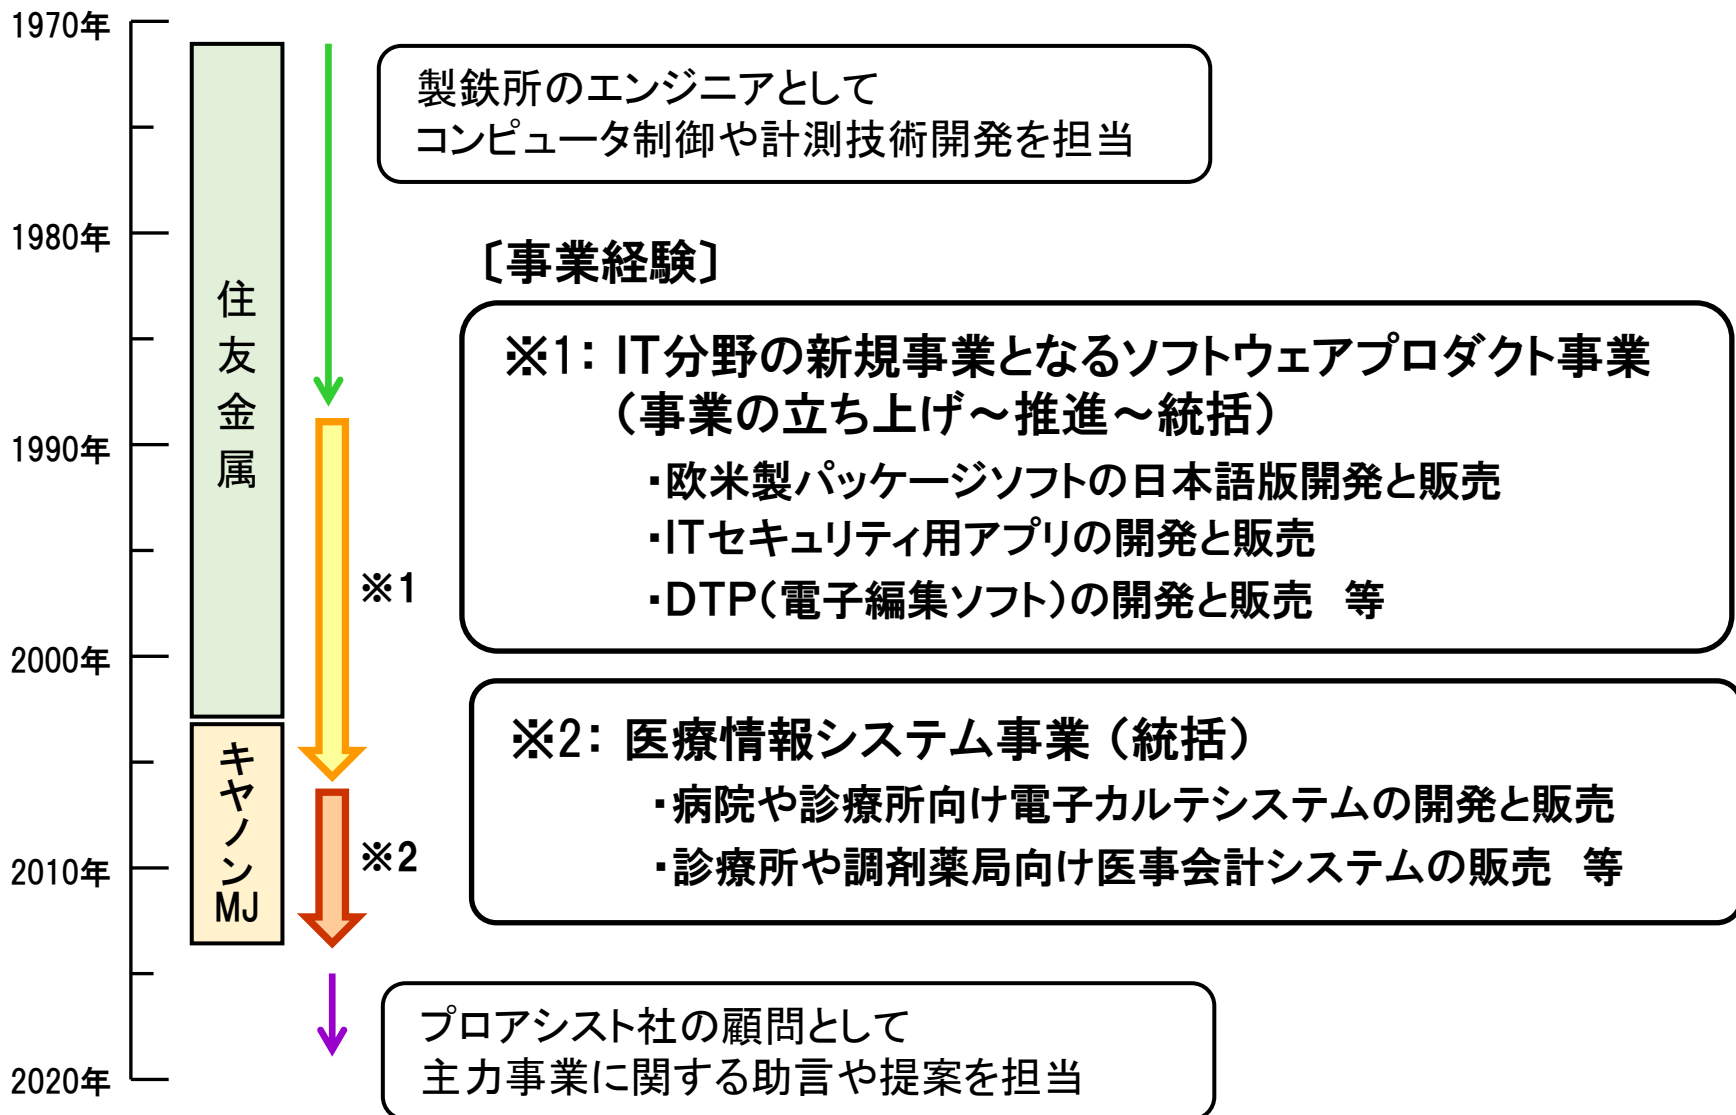 1970年
1980年
1990年
2000年
2010年
2020年
住友金属
キヤノンMJ
製鉄所のエンジニアとして
コンピュータ制御や計測技術開発を担当
〔事業経験〕
※1：IT分野の新規事業となるソフトウェアプロダクト事業
（事業の立ち上げ～推進～統括）
・欧米製パッケージソフトの日本語版開発と販売
・ITセキュリティ用アプリの開発と販売
・DTP（電子編集ソフト）の開発と販売　等
※1
※2：医療情報システム事業（統括）
・病院や診療所向け電子カルテシステムの開発と販売
・診療所や調剤薬局向け医事会計システムの販売　等
※2
プロアシスト社の顧問として
主力事業に関する助言や提案を担当